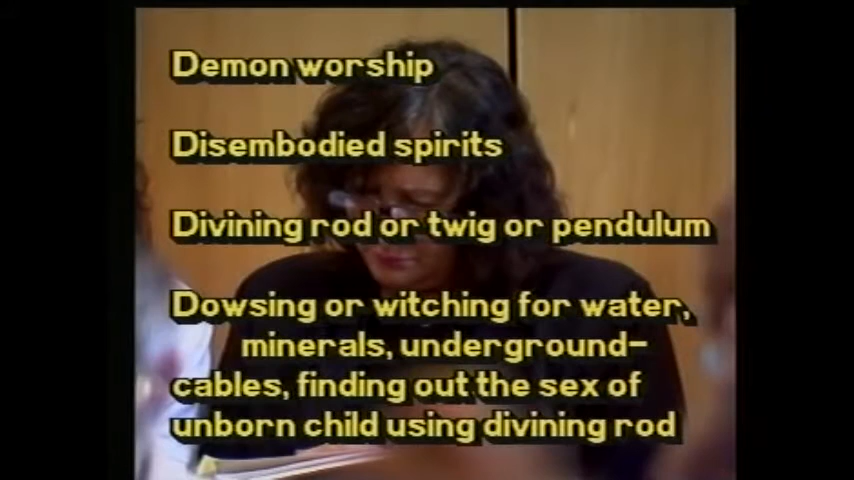 Demon worship
Disembodied spirits
Divining rod or twig or pendulum
Dowsing or witching for water,
minerals, underground-
cables, finding out the sex of
unborn child using divining rod